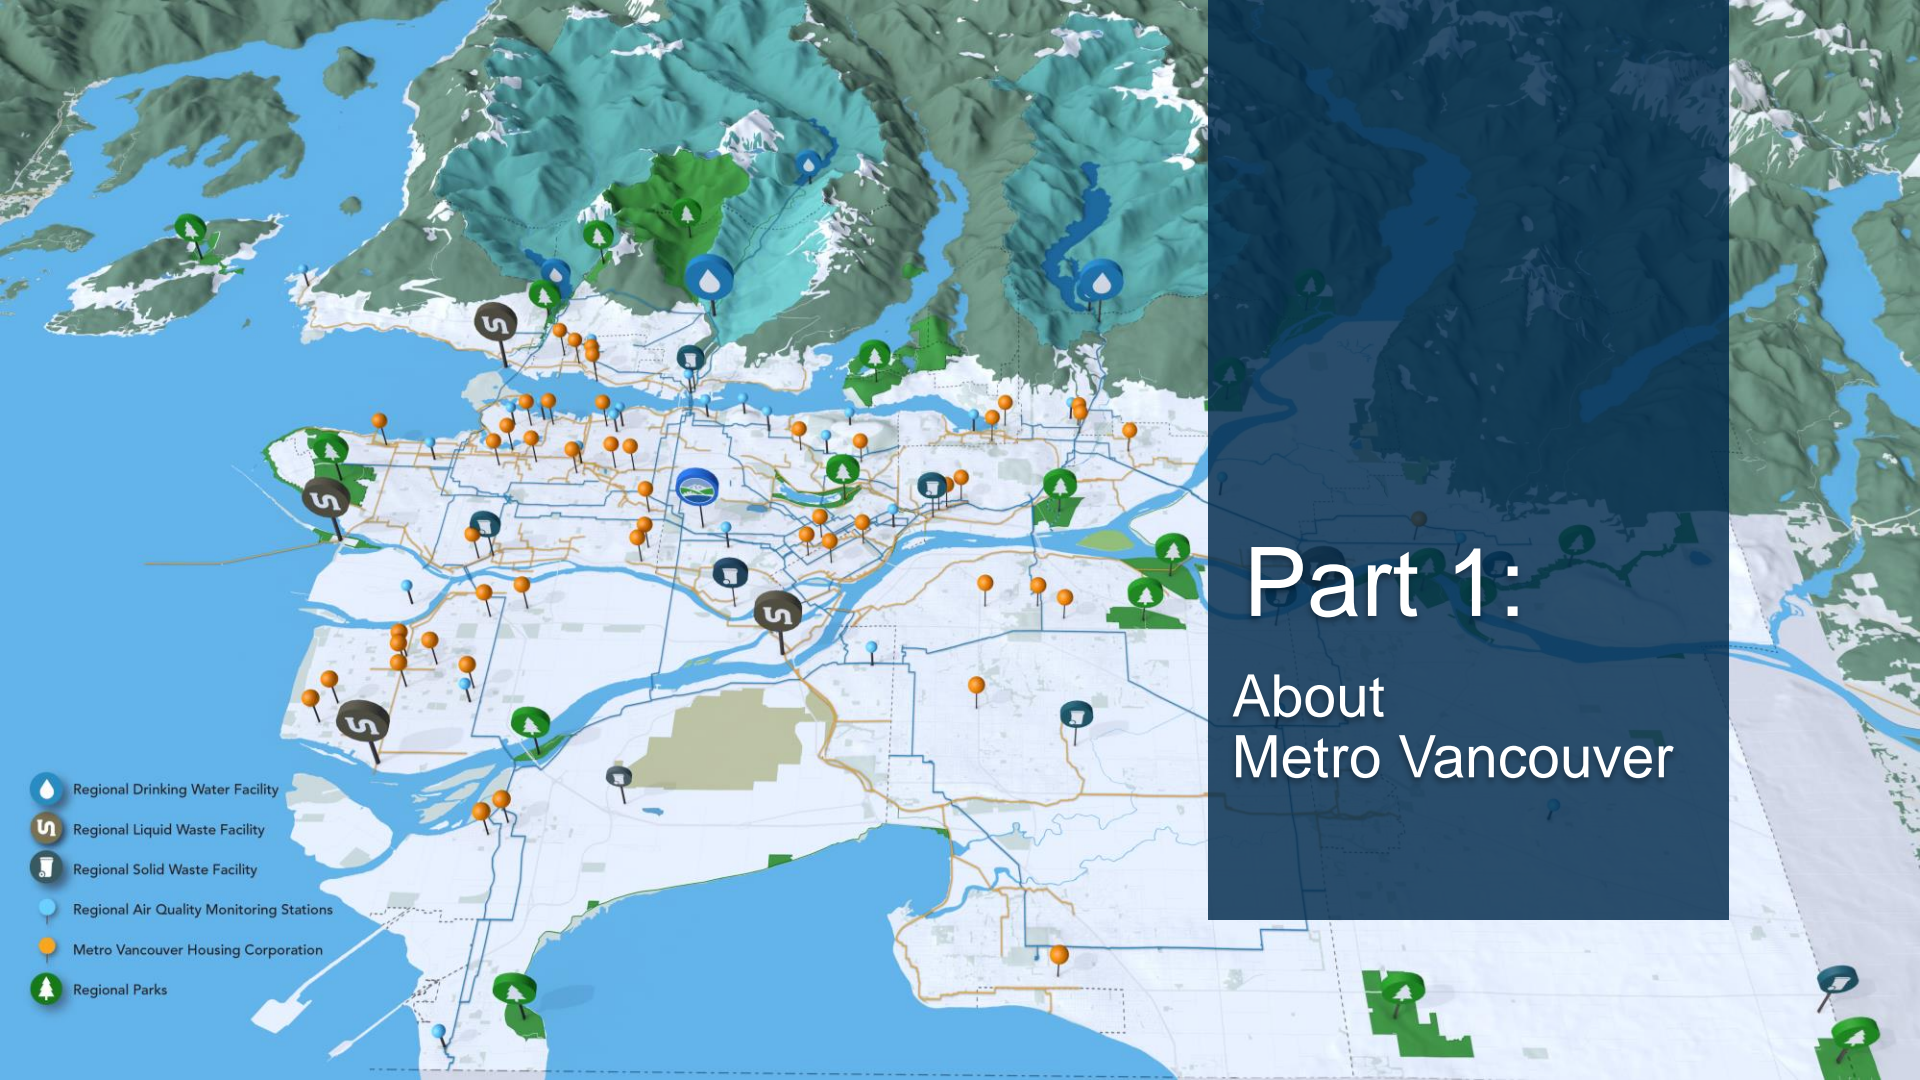 Part 1:
About
Metro Vancouver
Regional Drinking Water Facility
Regional Liquid Waste Facility
Regional Solid Waste Facility
Regional Air Quality Monitoring Stations
Metro Vancouver Housing Corporation
Regional Parks